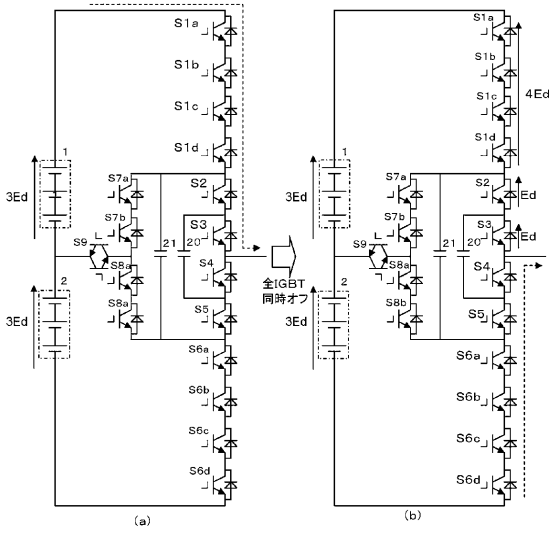 S1a
S1b
S1c
S1d
1
3Ed
S7a
S2
S7b
S3
S9
21
20
S8a
S4
2
3Ed
S8a
S5
S6a
S6b
S6c
S6d
(a)
全IGBT
同時オフ
S1a
S1b
4Ed
S1c
S1d
1
3Ed
S7a
S2
Ed
S7b
S3
Ed
S9
21
20
S8a
S4
2
3Ed
S8b
S5
S6a
S6b
S6c
S6d
(b)